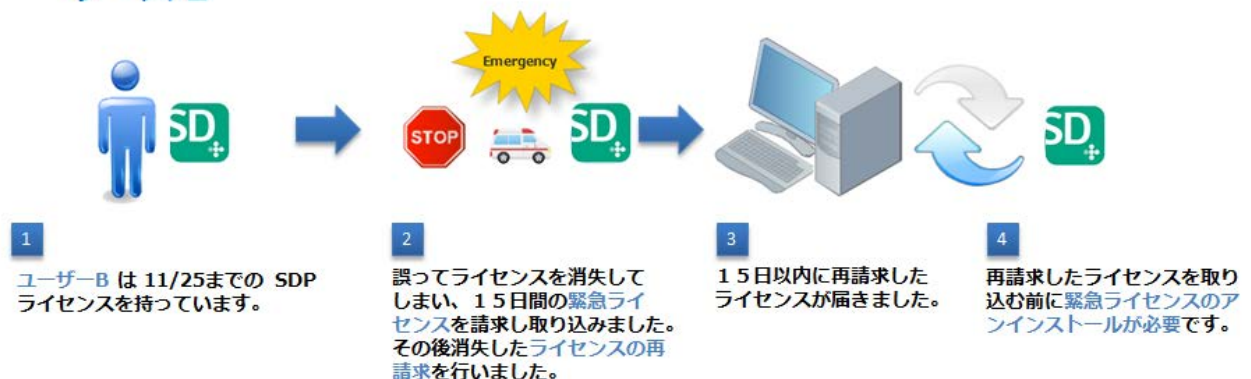 Emergency
SD
STOP
SD
SD
1
ユーザーB は 11/25までの SDP
ライセンスを持っています。
2
誤ってライセンスを消失して
しまい、１５日間の緊急ライ
センスを請求し取り込みました。
その後消失したライセンスの再
請求を行いました。
3
１５日以内に再請求した
ライセンスが届きました。
4
再請求したライセンスを取り
込む前に緊急ライセンスのア
ンインストールが必要です。